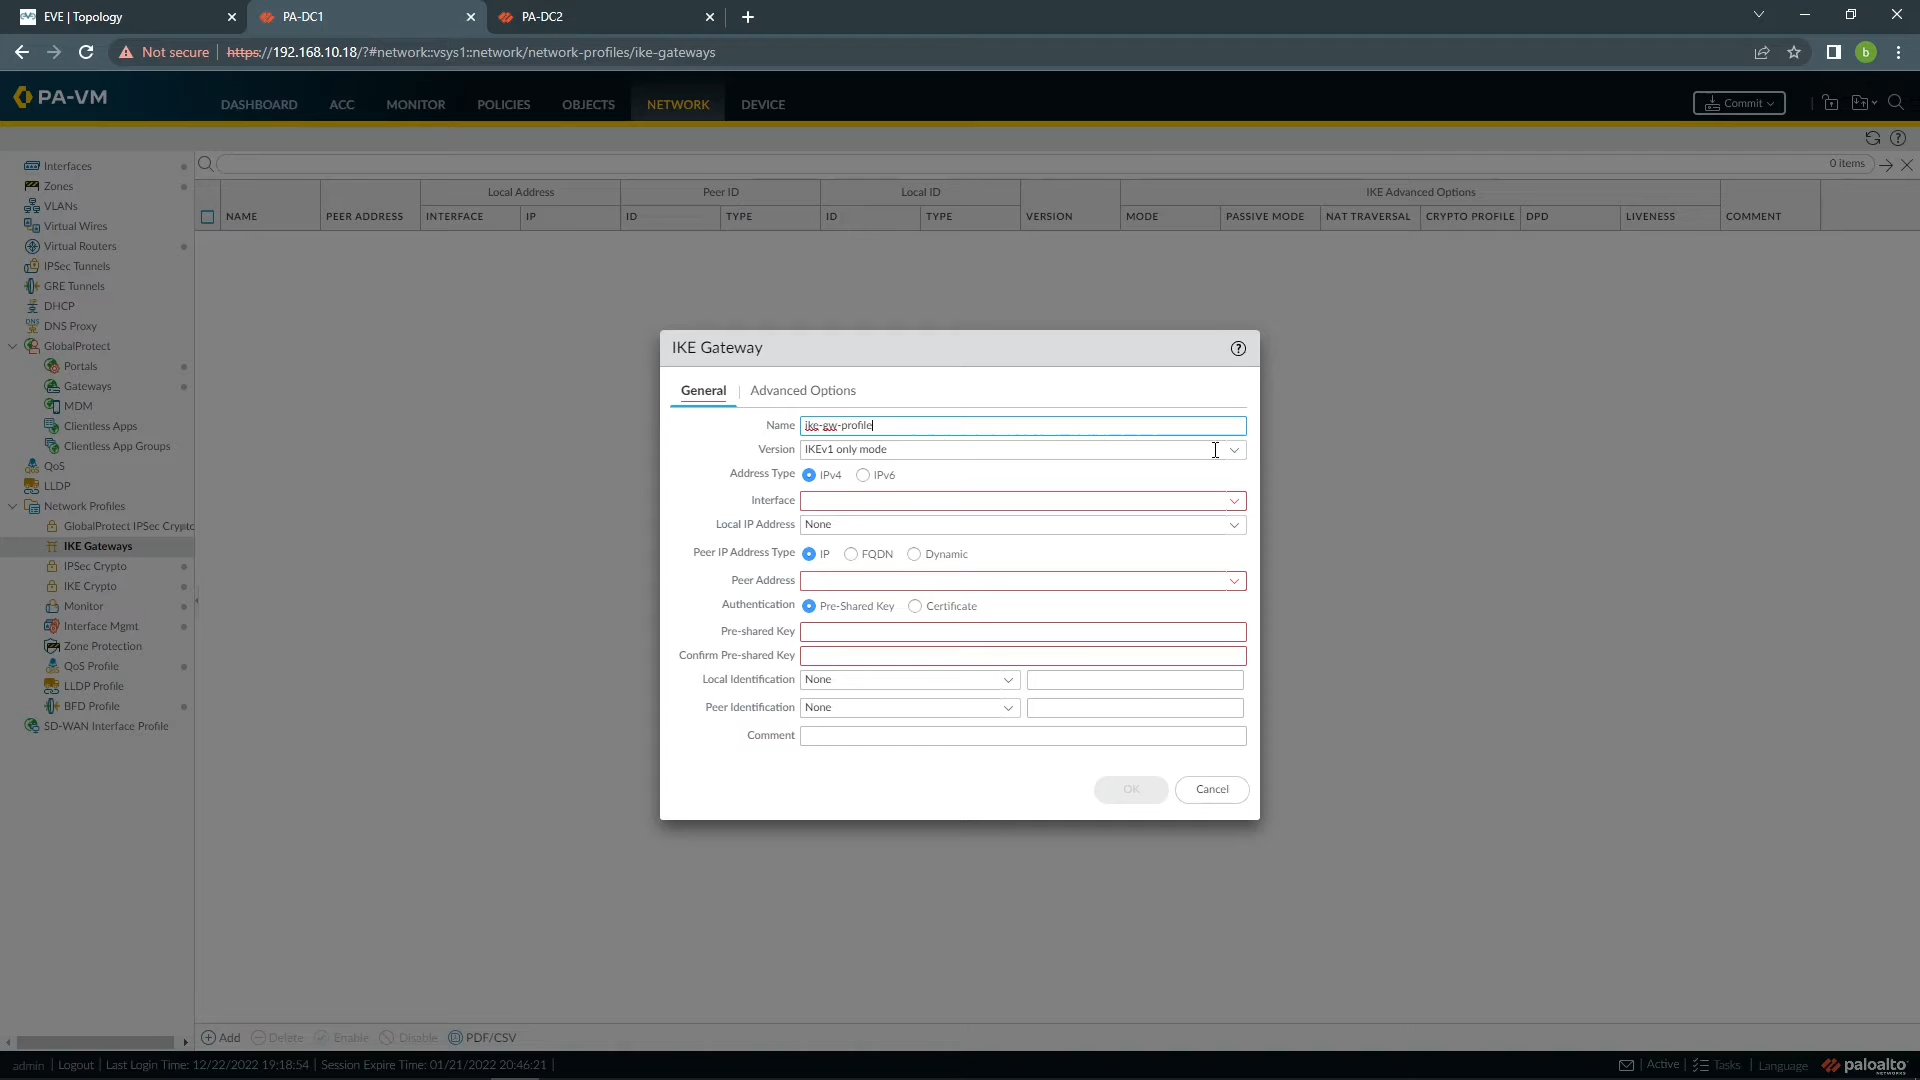 EVE | Topology
PA-DC1
PA-DC2
Not secure
https://192.168.10.18/?#network::vsys1::network/network-profiles/ike-gateways
b
PA-VM
DASHBOARD
ACC
MONITOR
POLICIES
OBJECTS
NETWORK
DEVICE
Commit
Interfaces
Zones
VLANs
Virtual Wires
Virtual Routers
IPSec Tunnels
GRE Tunnels
DHCP
DNS Proxy
GlobalProtect
Portals
Gateways
MDM
Clientless Apps
Clientless App Groups
QoS
LLDP
Network Profiles
GlobalProtect IPSec Crypto
IKE Gateways
IPSec Crypto
IKE Crypto
Monitor
Interface Mgmt
Zone Protection
QoS Profile
LLDP Profile
BFD Profile
SD-WAN Interface Profile
0 items
Local Address
Peer ID
Local ID
IKE Advanced Options
NAME
PEER ADDRESS
INTERFACE
IP
ID
TYPE
ID
TYPE
VERSION
MODE
PASSIVE MODE
NAT TRAVERSAL
CRYPTO PROFILE
DPD
LIVENESS
COMMENT
IKE Gateway
General
Advanced Options
Name ike-gw-profile
Version IKEv1 only mode
Address Type IPv4 IPv6
Interface
Local IP Address None
Peer IP Address Type IP FQDN Dynamic
Peer Address
Authentication Pre-Shared Key Certificate
Pre-shared Key
Confirm Pre-shared Key
Local Identification None
Peer Identification None
Comment
OK
Cancel
Add
Delete
Enable
Disable
PDF/CSV
admin | Logout | Last Login Time: 12/22/2022 19:18:54 | Session Expire Time: 01/21/2022 20:46:21 |
| Active | Tasks | Language
paloalto
NETWORKS